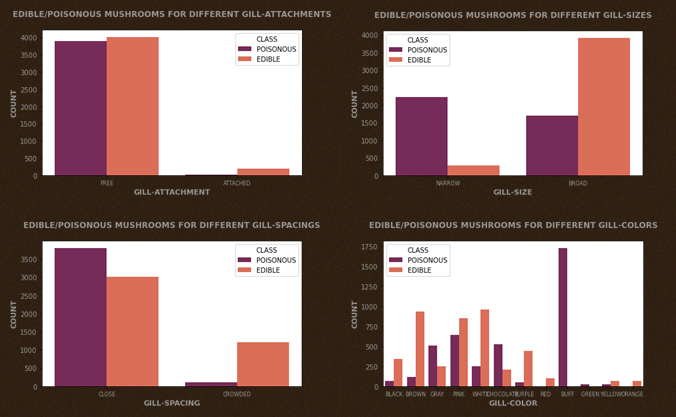 EDIBLE/POISONOUS MUSHROOMS FOR DIFFERENT GILL-ATTACHMENTS
4000
3500
3000
2500
2000
1500
1000
500
0
COUNT
CLASS
POISONOUS
EDIBLE
FREE ATTACHED
GILL-ATTACHMENT
EDIBLE/POISONOUS MUSHROOMS FOR DIFFERENT GILL-SIZES
4000
3500
3000
2500
2000
1500
1000
500
0
COUNT
CLASS
POISONOUS
EDIBLE
NARROW BROAD
GILL-SIZE
EDIBLE/POISONOUS MUSHROOMS FOR DIFFERENT GILL-SPACINGS
3500
3000
2500
2000
1500
1000
500
0
COUNT
CLASS
POISONOUS
EDIBLE
CLOSE CROWDED
GILL-SPACING
EDIBLE/POISONOUS MUSHROOMS FOR DIFFERENT GILL-COLORS
1750
1500
1250
1000
750
500
250
0
COUNT
CLASS
POISONOUS
EDIBLE
BLACK BROWN GRAY PINK WHITE CHOCOLATE PURPLE RED BUFF GREEN YELLOW ORANGE
GILL-COLOR